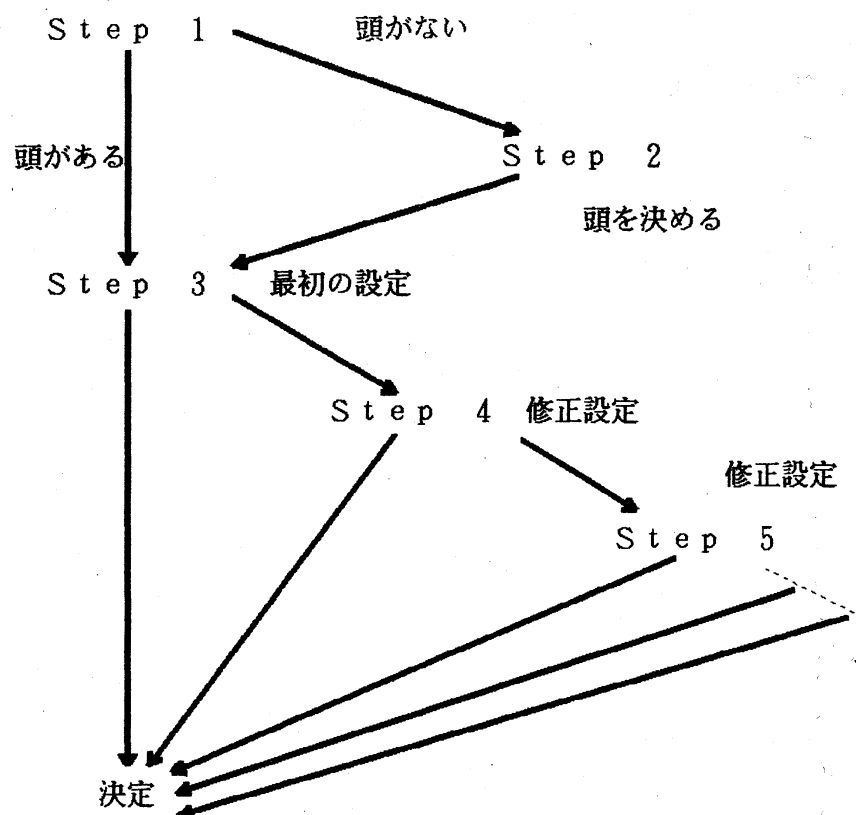 Step 1 頭がない
頭がある
Step 2
頭を決める
Step 3 最初の設定
Step 4 修正設定
修正設定
Step 5
決定